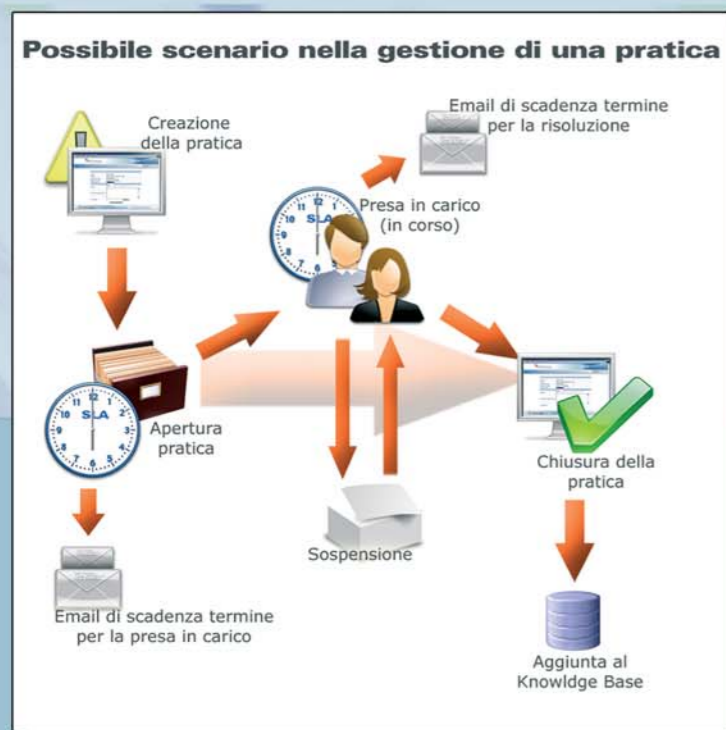 Possibile scenario nella gestione di una pratica
Creazione
della pratica
Email di scadenza termine
per la risoluzione
SLA
Presa in carico
(in corso)
SLA
Apertura
pratica
Chiusura della
pratica
Sospensione
Email di scadenza termine
per la presa in carico
Aggiunta al
Knowldge Base